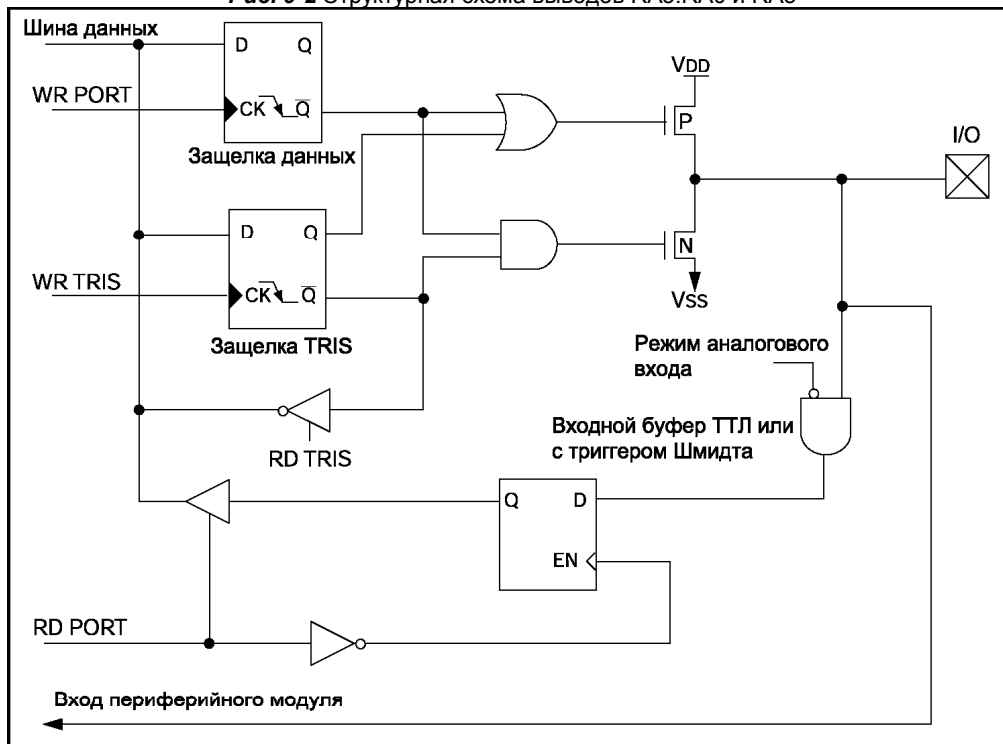 Рис. 9-2 Структурная схема выводов RA3:RA0 и RA5
Шина данных
D Q
WR PORT
CK Q
Защелка данных
VDD
P
I/O
D Q
WR TRIS
CK Q
Защелка TRIS
N
VSS
Режим аналогового
входа
Входной буфер ТТЛ или
с триггером Шмидта
RD TRIS
Q D
EN
RD PORT
Вход периферийного модуля